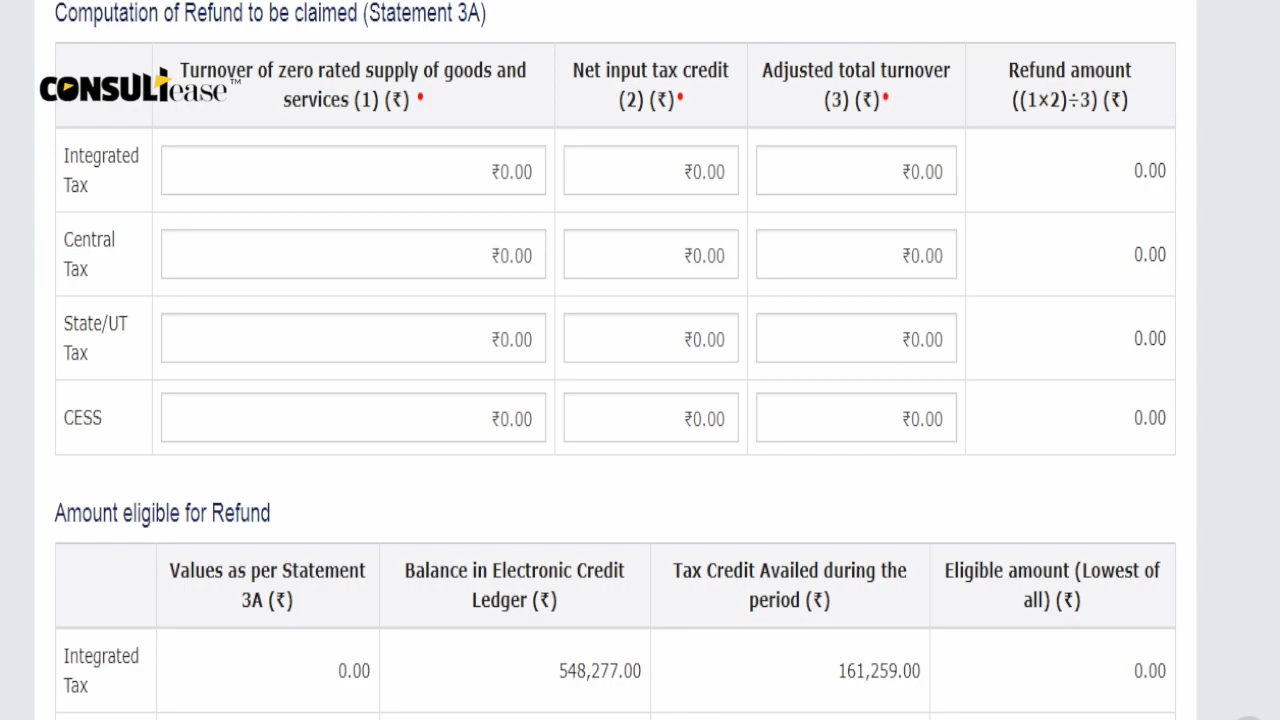 Computation of Refund to be claimed (Statement 3A)
CONSULTease™
Turnover of zero rated supply of goods and
services (1) (₹) •
Net input tax credit
(2) (₹)•
Adjusted total turnover
(3) (₹)•
Refund amount
((1×2)÷3) (₹)
Integrated
Tax
₹0.00
₹0.00
₹0.00
0.00
Central
Tax
₹0.00
₹0.00
₹0.00
0.00
State/UT
Tax
₹0.00
₹0.00
₹0.00
0.00
CESS
₹0.00
₹0.00
₹0.00
0.00
Amount eligible for Refund
Values as per Statement
3A (₹)
Balance in Electronic Credit
Ledger (₹)
Tax Credit Availed during the
period (₹)
Eligible amount (Lowest of
all) (₹)
Integrated
Tax
0.00
548,277.00
161,259.00
0.00